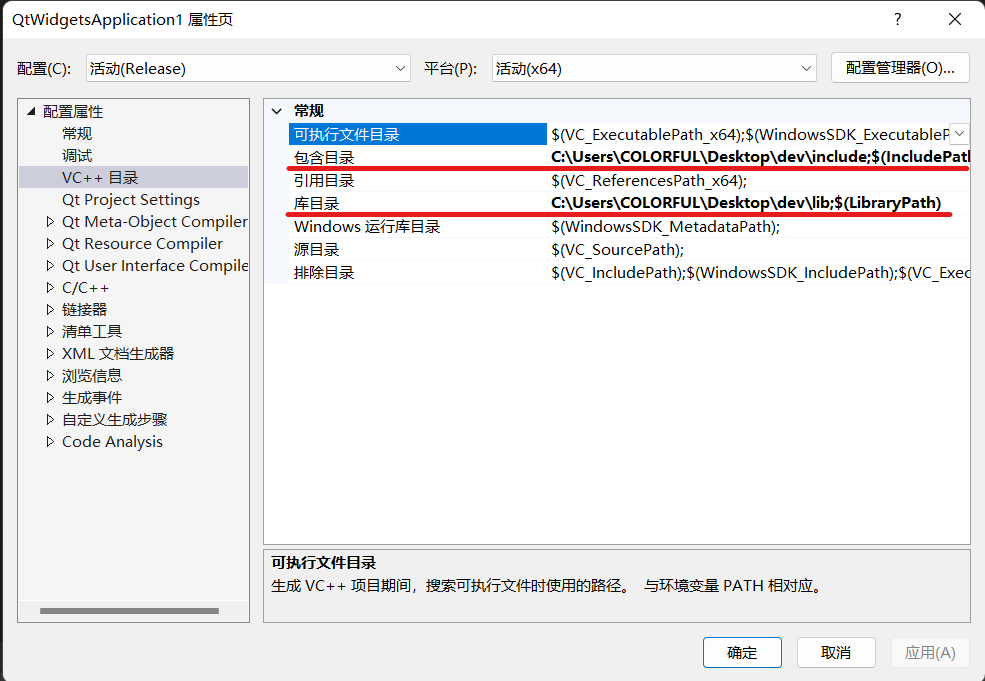 QtWidgetsApplication1 属性页
?
配置(C):
活动(Release)
平台(P):
活动(x64)
配置管理器(O)...
配置属性
常规
调试
VC++ 目录
Qt Project Settings
Qt Meta-Object Compiler
Qt Resource Compiler
Qt User Interface Compile
C/C++
链接器
清单工具
XML 文档生成器
浏览信息
生成事件
自定义生成步骤
Code Analysis
常规
可执行文件目录 $(VC_ExecutablePath_x64);$(WindowsSDK_ExecutableP
包含目录 C:\Users\COLORFUL\Desktop\dev\include;$(IncludePath
引用目录 $(VC_ReferencesPath_x64);
库目录 C:\Users\COLORFUL\Desktop\dev\lib;$(LibraryPath)
Windows 运行库目录 $(WindowsSDK_MetadataPath);
源目录 $(VC_SourcePath);
排除目录 $(VC_IncludePath);$(WindowsSDK_IncludePath);$(VC_Exec
可执行文件目录
生成 VC++ 项目期间，搜索可执行文件时使用的路径。 与环境变量 PATH 相对应。
确定
取消
应用(A)